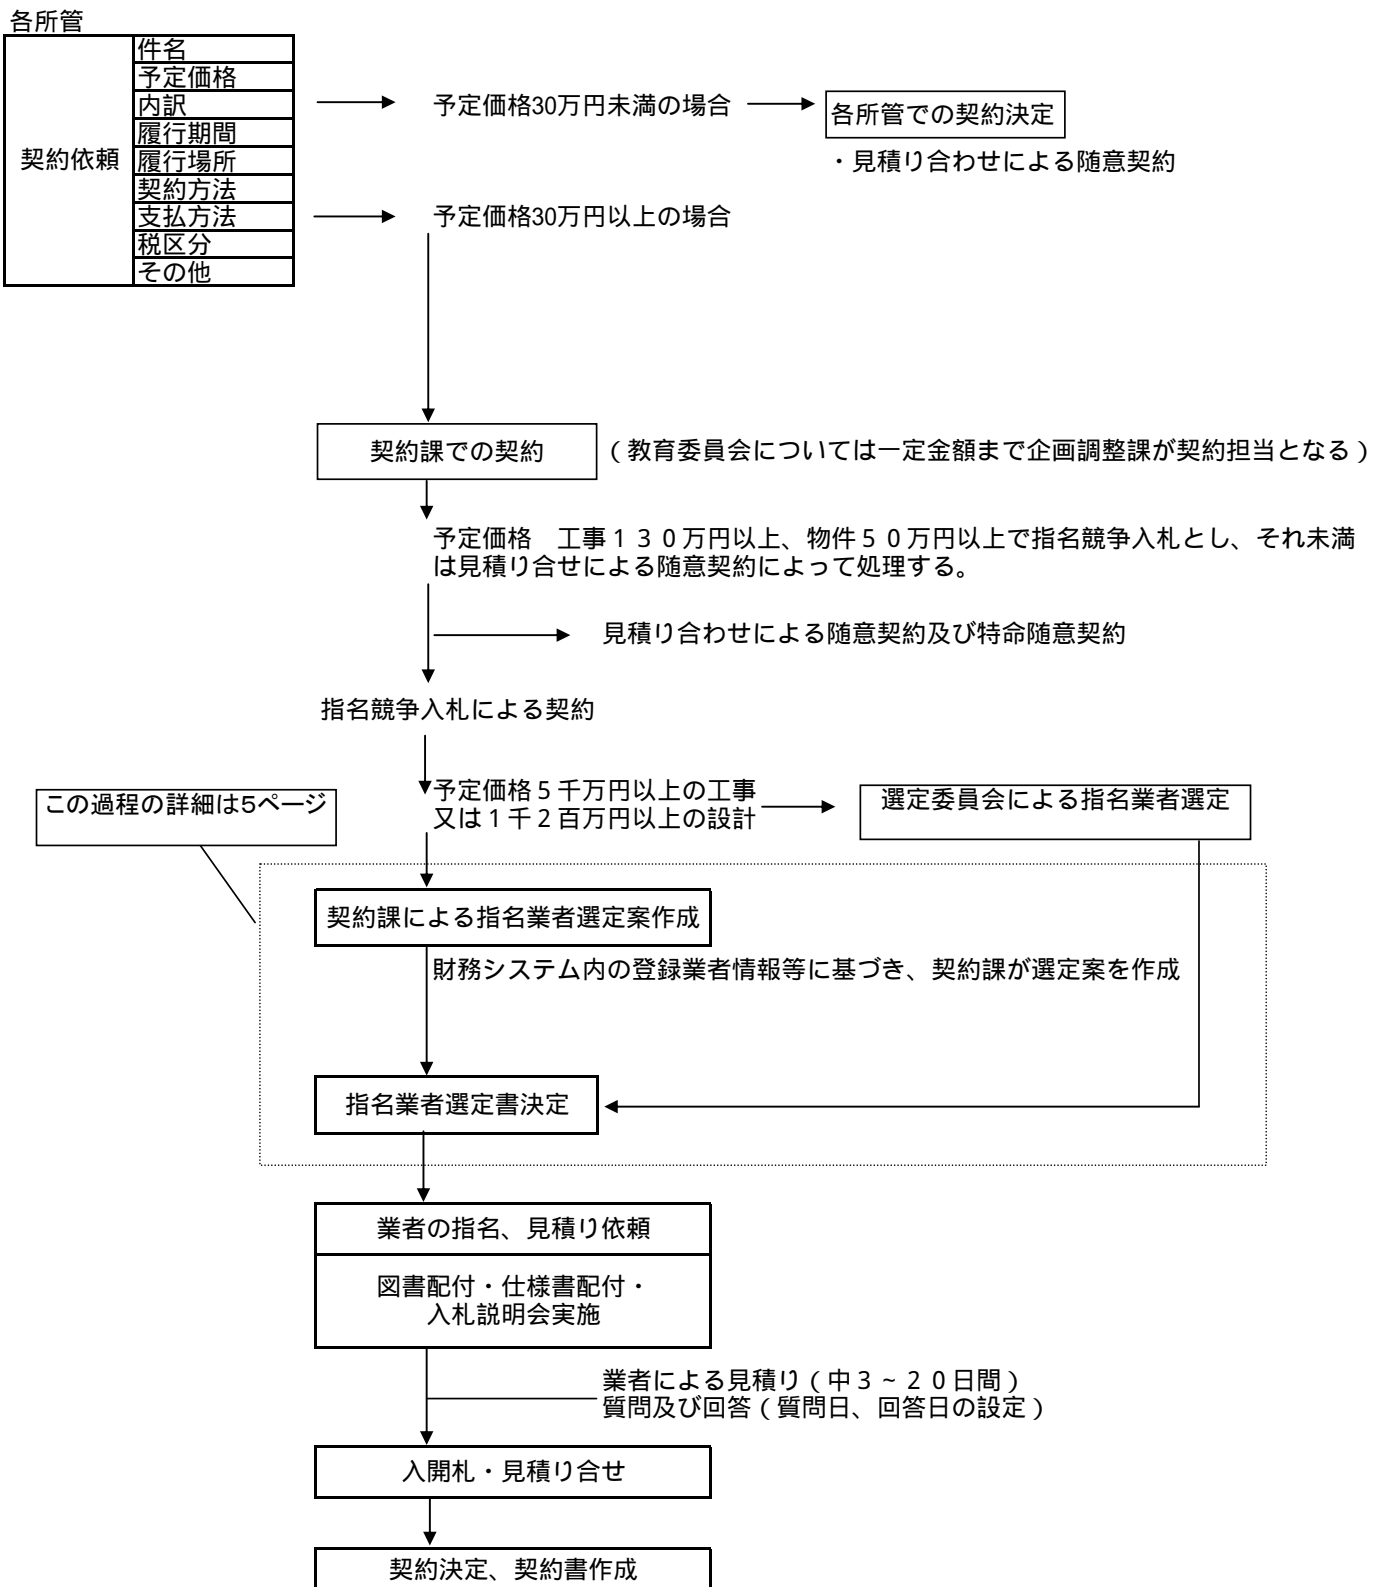 各所管
契約依頼
件名
予定価格
内訳
履行期間
履行場所
契約方法
支払方法
税区分
その他
予定価格30万円未満の場合
各所管での契約決定
・見積り合わせによる随意契約
予定価格30万円以上の場合
契約課での契約
（教育委員会については一定金額まで企画調整課が契約担当となる）
予定価格　工事１３０万円以上、物件５０万円以上で指名競争入札とし、それ未満
は見積り合せによる随意契約によって処理する。
見積り合わせによる随意契約及び特命随意契約
指名競争入札による契約
この過程の詳細は5ページ
予定価格５千万円以上の工事
又は１千２百万円以上の設計
選定委員会による指名業者選定
契約課による指名業者選定案作成
財務システム内の登録業者情報等に基づき、契約課が選定案を作成
指名業者選定書決定
業者の指名、見積り依頼
図書配付・仕様書配付・
入札説明会実施
業者による見積り（中３～２０日間）
質問及び回答（質問日、回答日の設定）
入開札・見積り合せ
契約決定、契約書作成